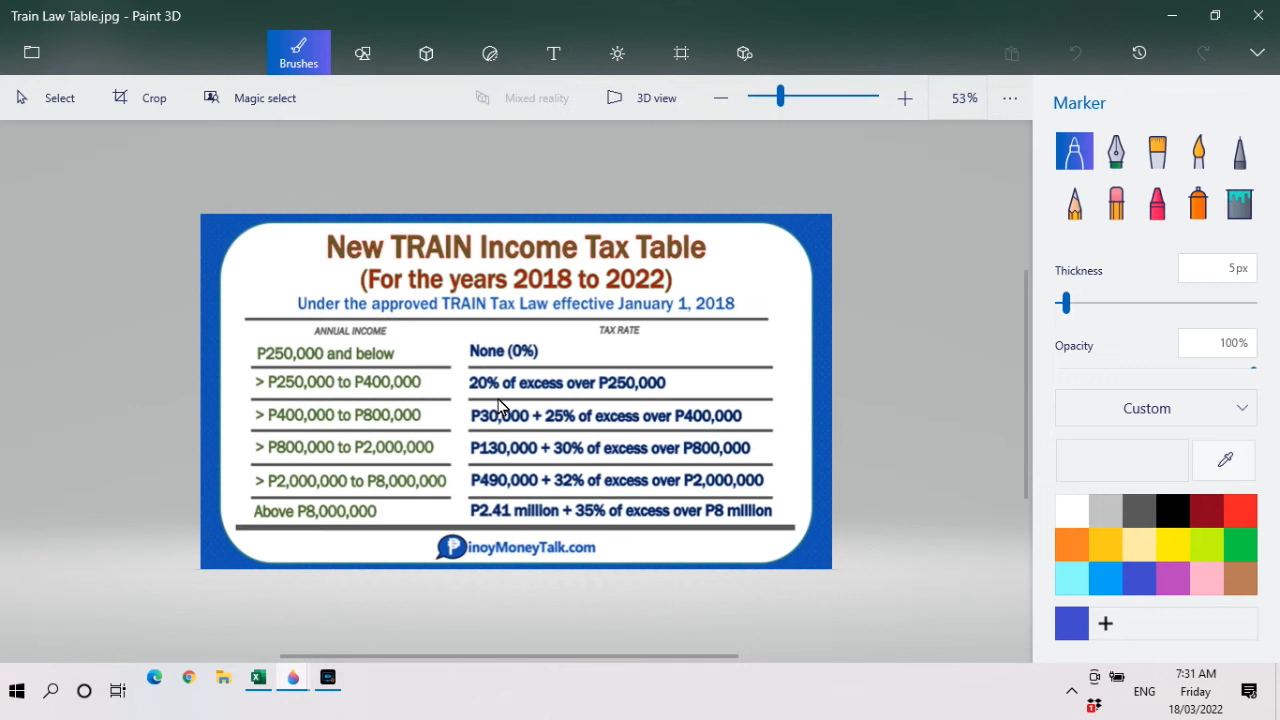 Train Law Table.jpg - Paint 3D
Brushes
Select
Crop
Magic select
Mixed reality
3D view
53%
Marker
Thickness
5px
Opacity
100%
Custom
New TRAIN Income Tax Table
(For the years 2018 to 2022)
Under the approved TRAIN Tax Law effective January 1, 2018
ANNUAL INCOME TAX RATE
P250,000 and below None (0%)
> P250,000 to P400,000 20% of excess over P250,000
> P400,000 to P800,000 P30,000 + 25% of excess over P400,000
> P800,000 to P2,000,000 P130,000 + 30% of excess over P800,000
> P2,000,000 to P8,000,000 P490,000 + 32% of excess over P2,000,000
Above P8,000,000 P2.41 million + 35% of excess over P8 million
PinoyMoneyTalk.com
ENG
7:31 AM
Friday
18/03/2022